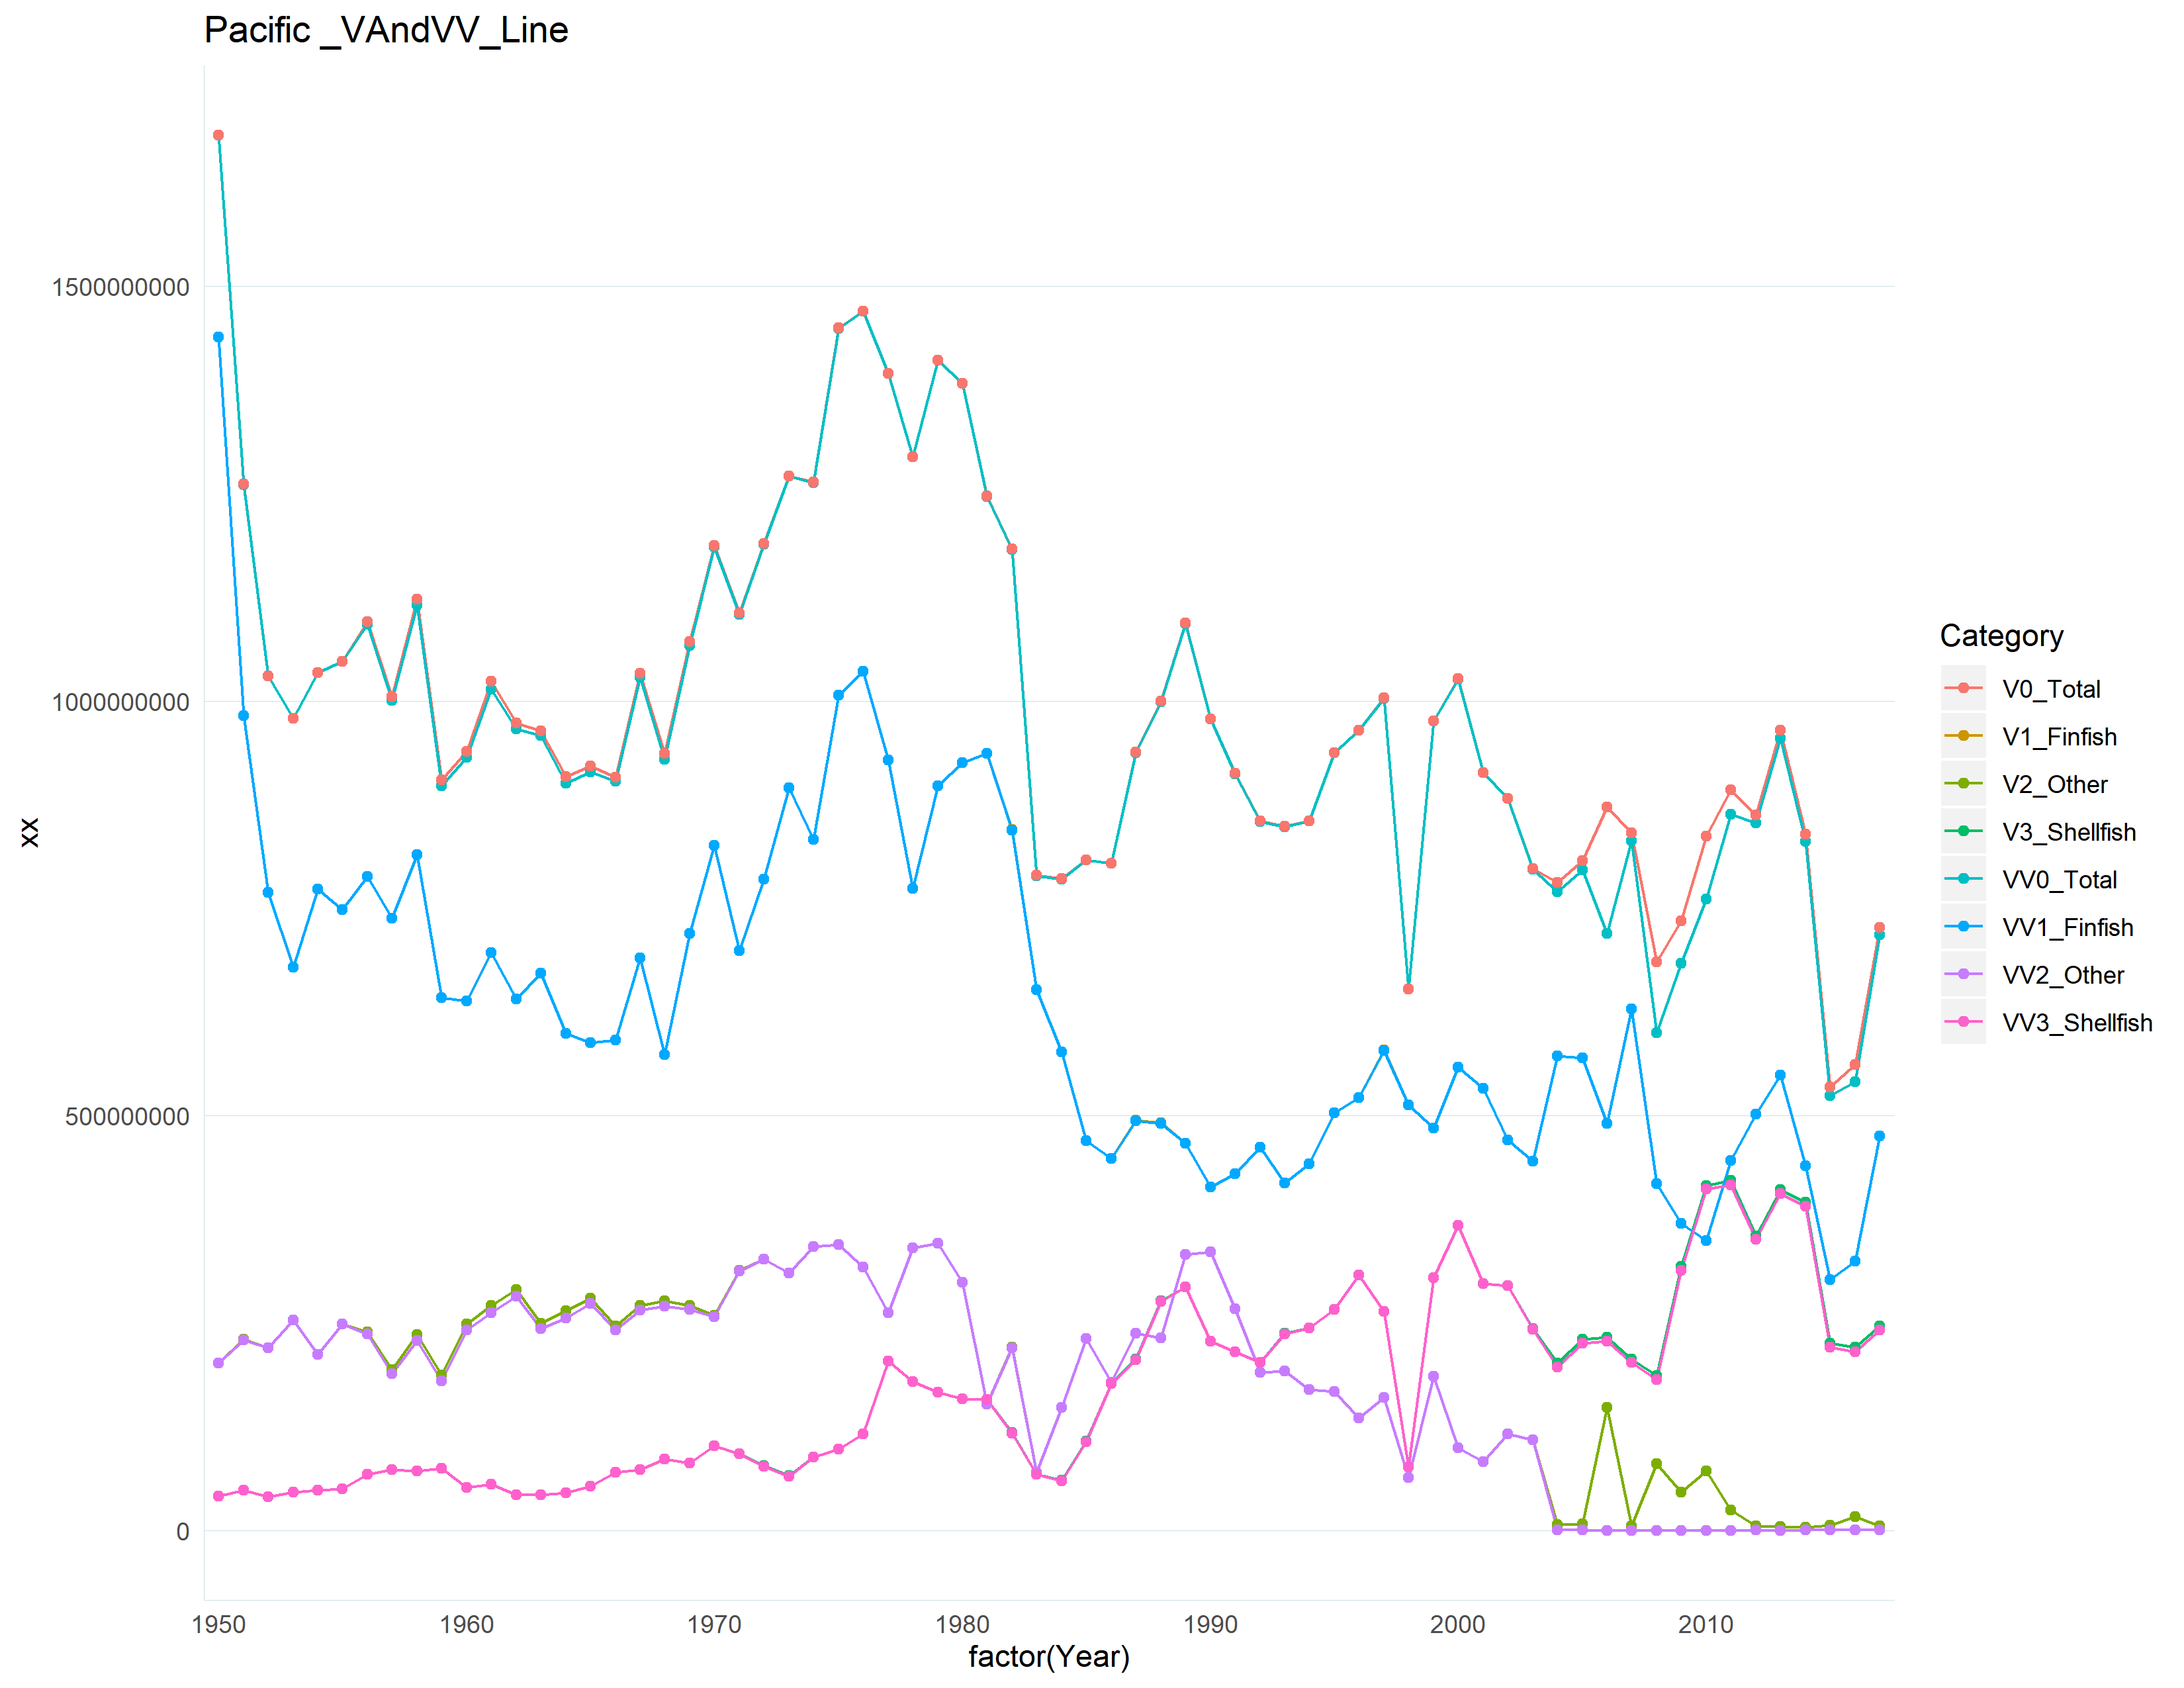 Pacific _VAndVV_Line
1500000000
1000000000
500000000
0
xx
1950 1960 1970 1980 1990 2000 2010
factor(Year)
Category
V0_Total
V1_Finfish
V2_Other
V3_Shellfish
VV0_Total
VV1_Finfish
VV2_Other
VV3_Shellfish